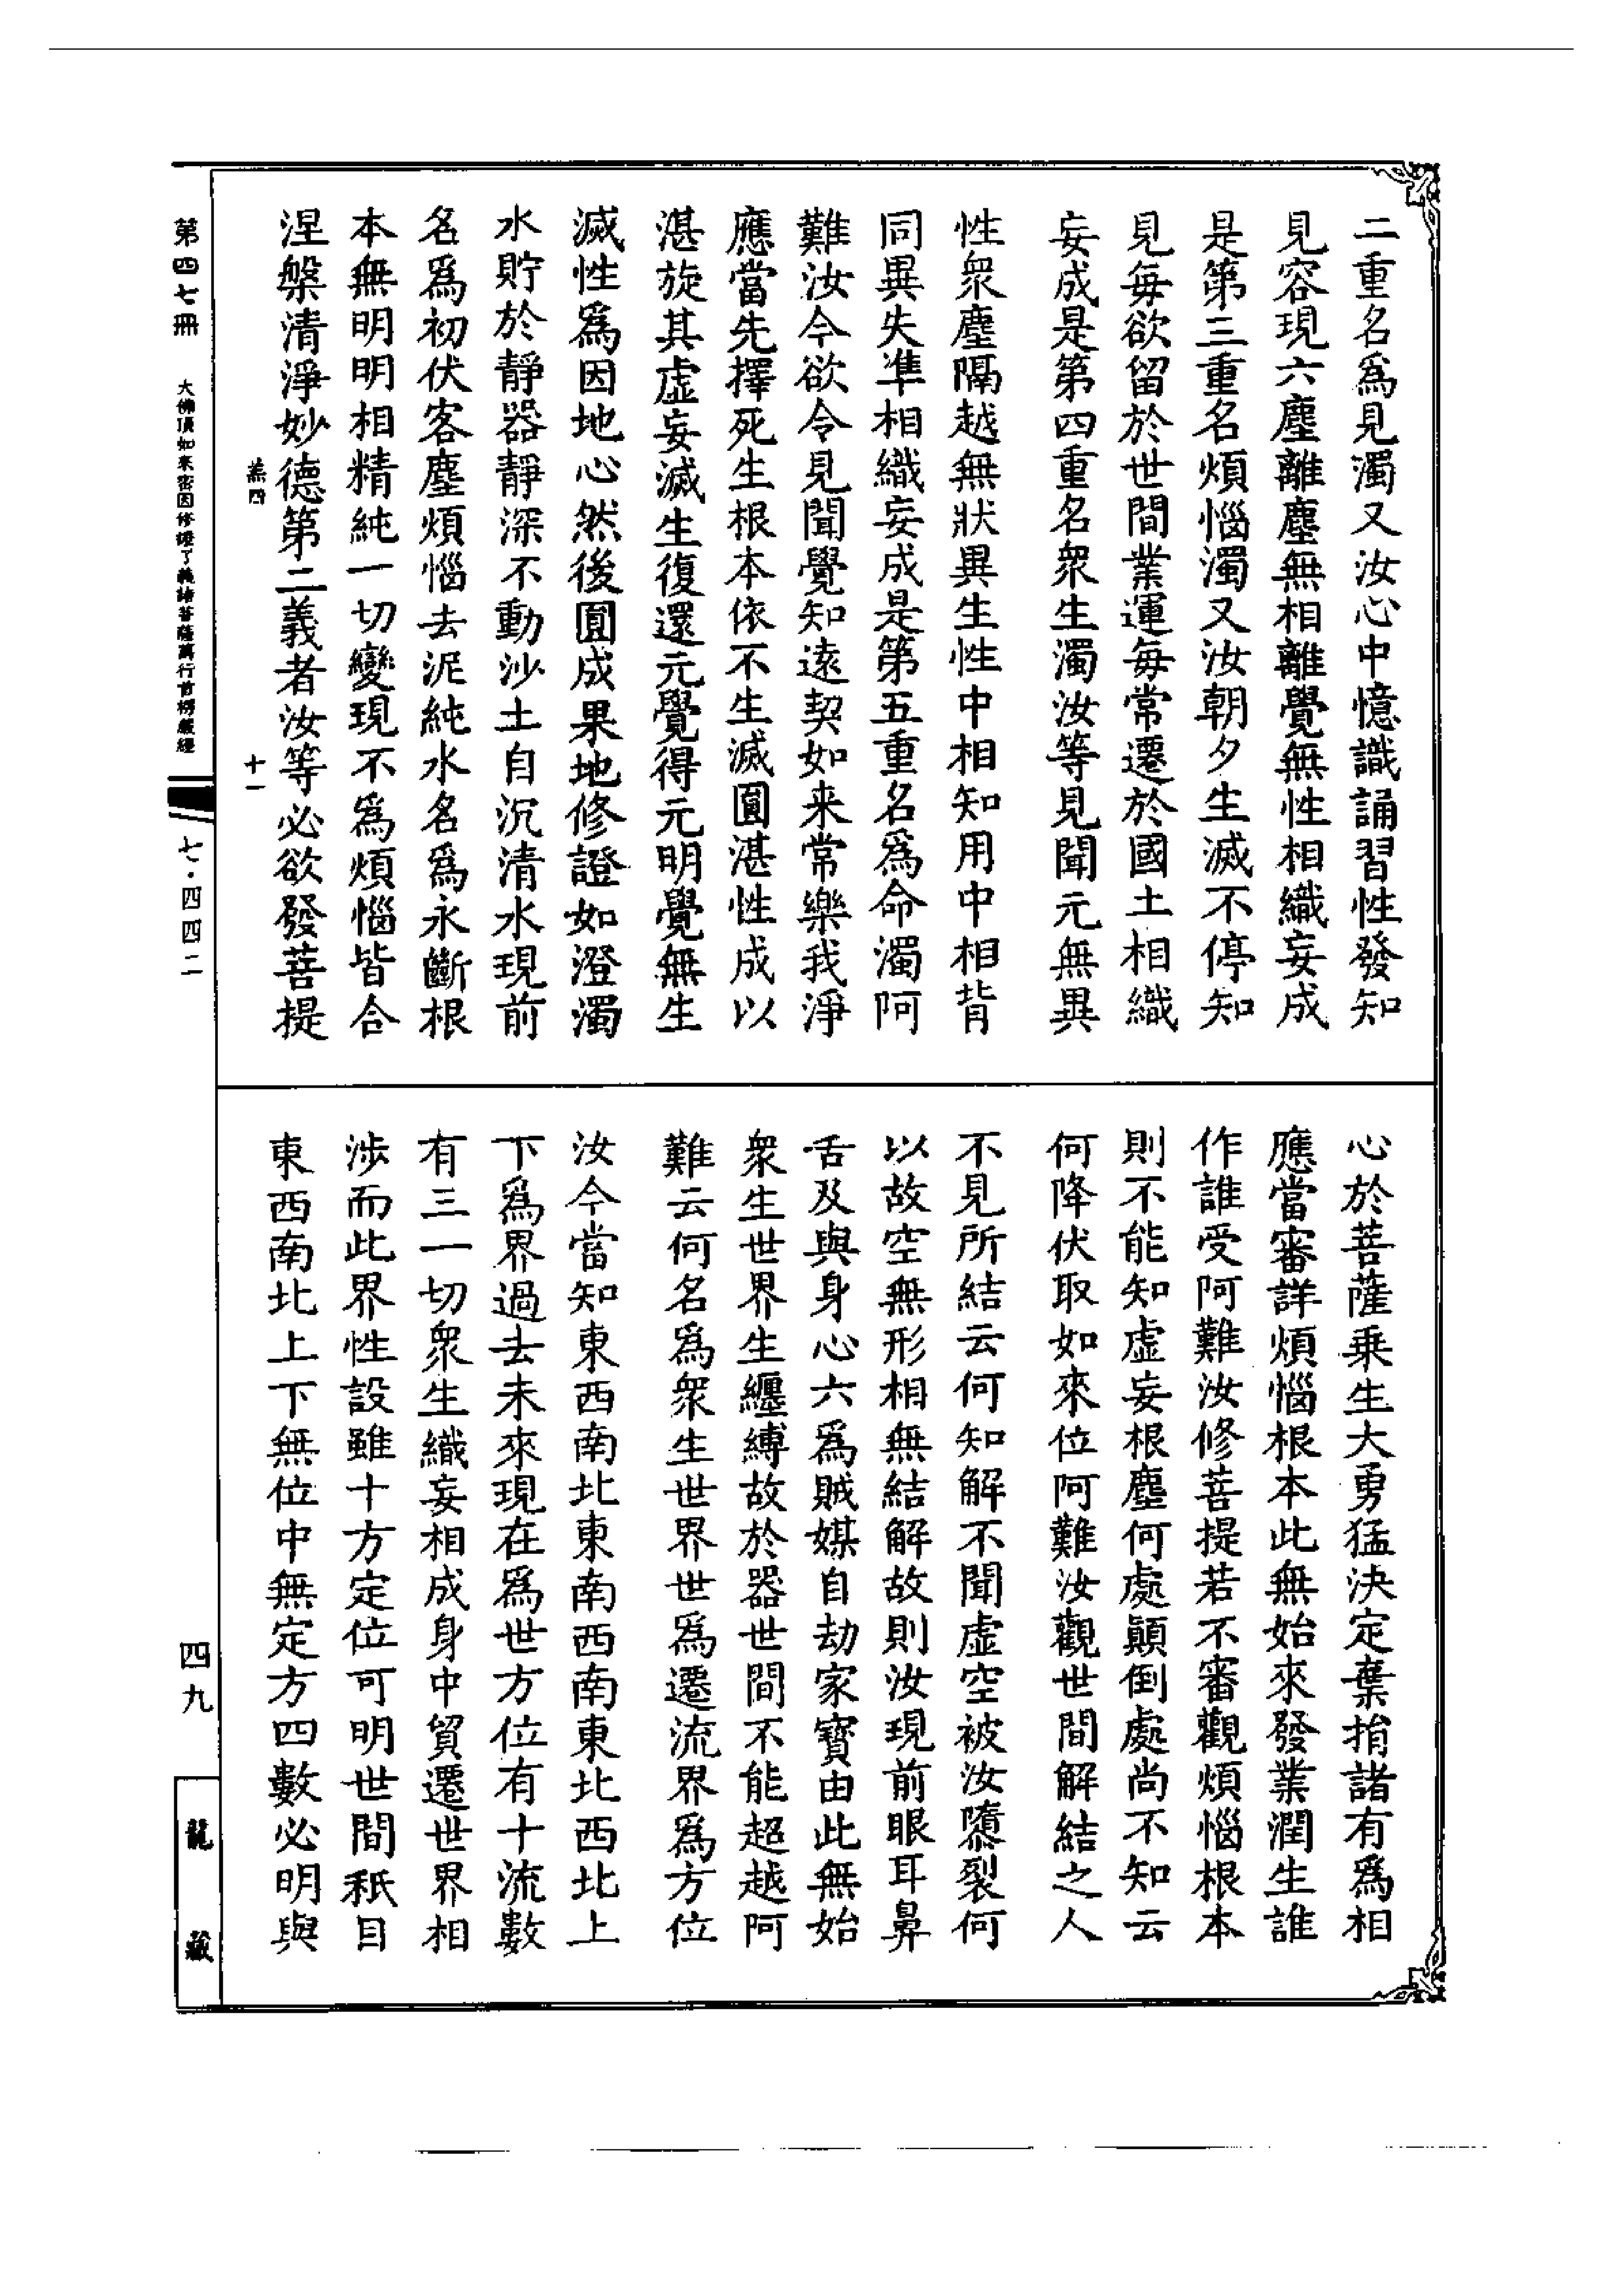 二重名爲見濁又汝心中憶識誦習性發知
見容現六塵離塵無相離覺無性相織妄成
是第三重名煩惱濁又汝朝夕生滅不停知
見每欲留於世間業運每常遷於國土相織
妄成是第四重名衆生濁汝等見聞元無異
性衆塵隔越無狀異生性中相知用中相背
同異失準相織妄成是第五重名爲命濁阿
難汝今欲令見聞覺知遠契如来常樂我淨
應當先擇死生根本依不生滅圓湛性成以
湛旋其虛妄滅生復還元覺得元明覺無生
滅性爲因地心然後圓成果地修證如澄濁
水貯於靜器靜深不動沙土自沉清水現前
名爲初伏客塵煩惱去泥純水名爲永斷根
本無明明相精純一切變現不爲煩惱皆合
涅槃清淨妙德第二義者汝等必欲發菩提
十一
心於菩薩乗生大勇猛決定棄捐諸有爲相
應當審詳煩惱根本此無始來發業潤生誰
作誰受阿難汝修菩提若不審觀煩惱根本
則不能知虛妄根塵何處顛倒處尚不知云
何降伏取如來位阿難汝觀世間解結之人
不見所結云何知解不聞虛空被汝隳裂何
以故空無形相無結解故則汝現前眼耳鼻
舌及與身心六爲賊媒自劫家寶由此無始
衆生世界生纏縛故於器世間不能超越阿
難云何名爲衆生世界世爲遷流界爲方位
汝今當知東西南北東南西南東北西北上
下爲界過去未來現在爲世方位有十流數
有三一切衆生織妄相成身中貿遷世界相
涉而此界性設雖十方定位可明世間秖目
東西南北上下無位中無定方四數必明與
第四七冊
大佛頂如來密因修證了義諸菩薩萬行首楞嚴經
七·四四二
四九
龍藏